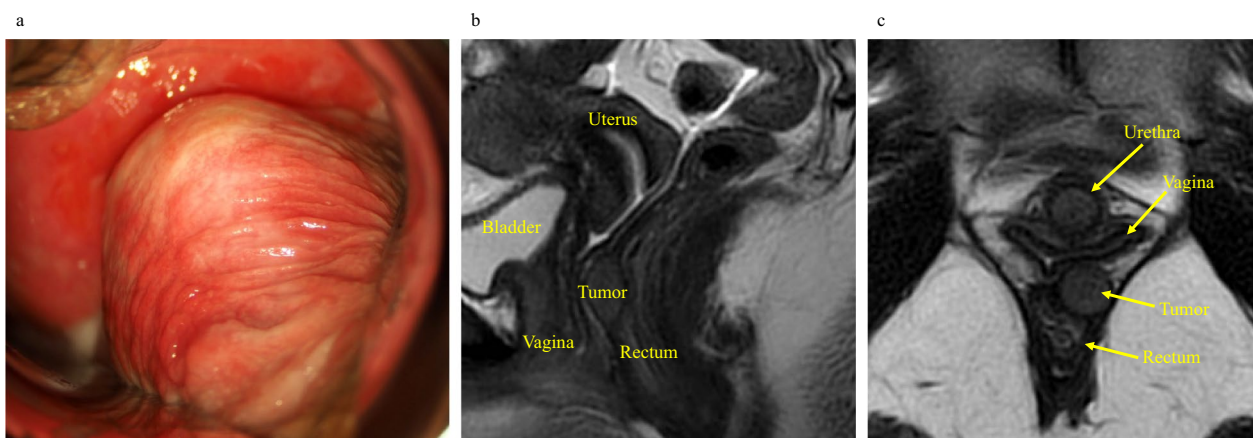 a
b
c
Uterus
Bladder
Tumor
Vagina
Rectum
Urethra
Vagina
Tumor
Rectum